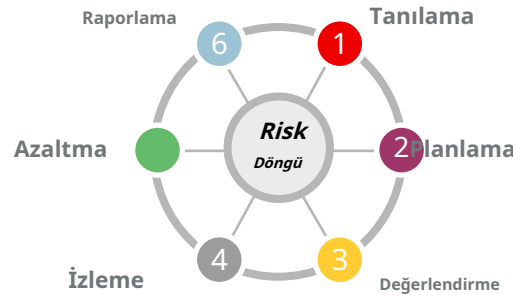 Raporlama
6
1
Tanılama
Risk
Döngü
Azaltma
2
Planlama
4
3
İzleme
Değerlendirme